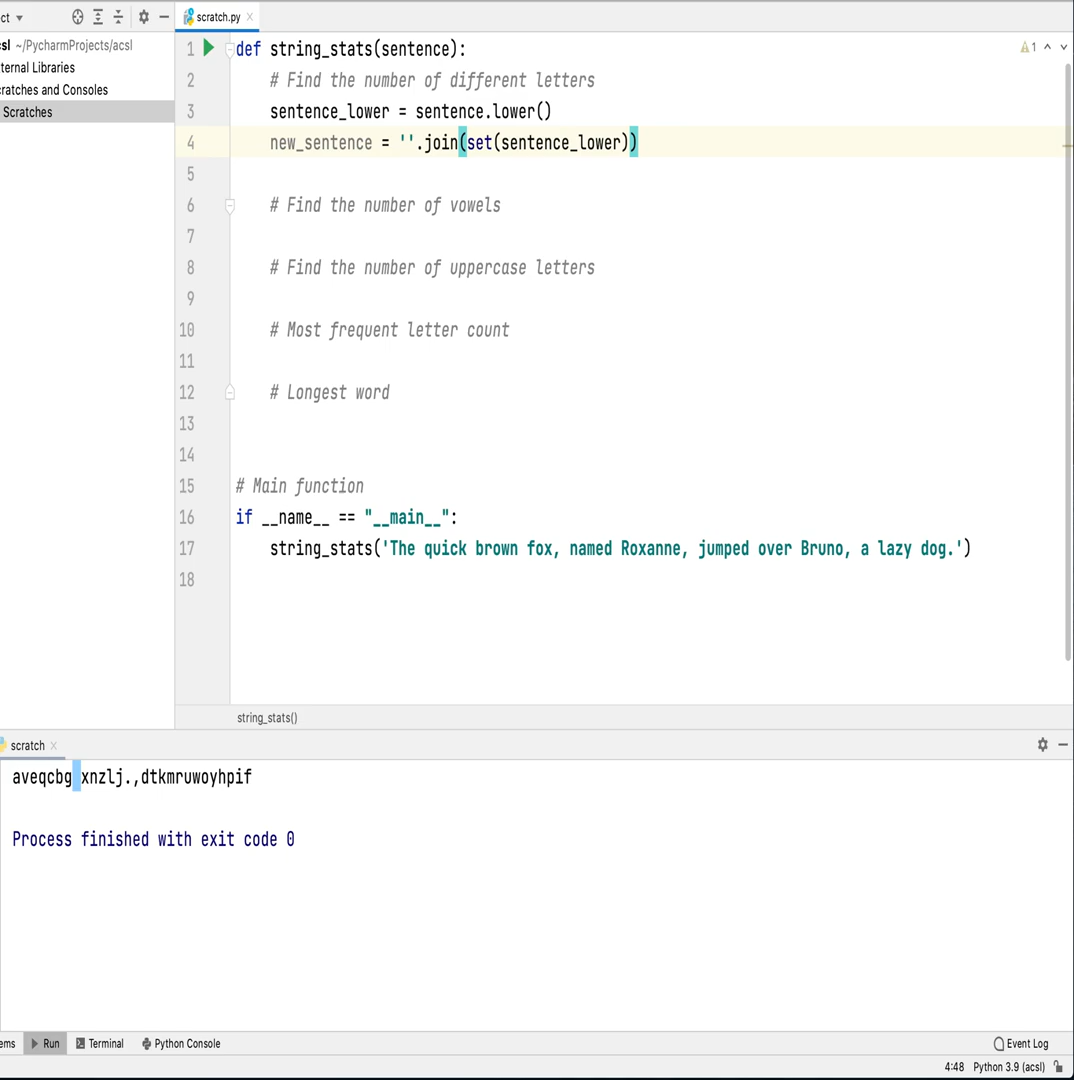 ct
scratch.py
csl ~/PycharmProjects/acsl
ternal Libraries
cratches and Consoles
Scratches
1 def string_stats(sentence):
2 # Find the number of different letters
3 sentence_lower = sentence.lower()
4 new_sentence = ''.join(set(sentence_lower))
5
6 # Find the number of vowels
7
8 # Find the number of uppercase letters
9
10 # Most frequent letter count
11
12 # Longest word
13
14
15 # Main function
16 if __name__ == "__main__":
17 string_stats('The quick brown fox, named Roxanne, jumped over Bruno, a lazy dog.')
18
1
string_stats()
scratch
aveqcbg xnzlj.,dtkmruwoyhpif
Process finished with exit code 0
ems Run Terminal Python Console Event Log
4:48 Python 3.9 (acsl)